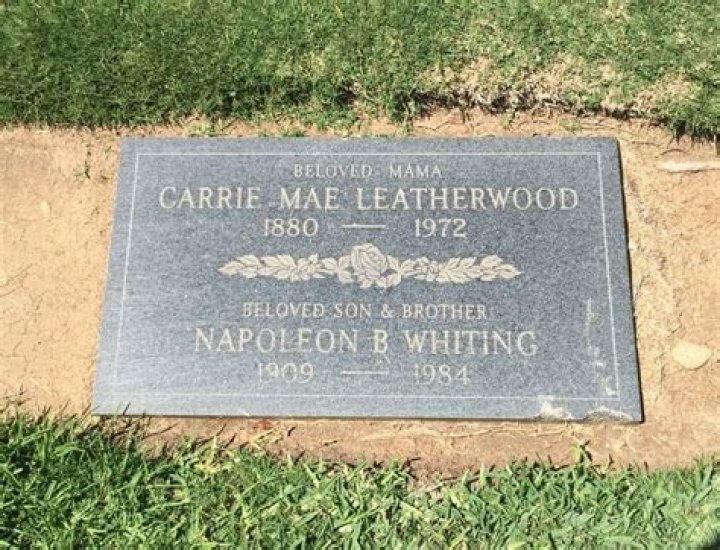 BELOVED MAMA
CARRIE MAE LEATHERWOOD
1880 — 1972
BELOVED SON & BROTHER
NAPOLEON B WHITING
1909 — 1984